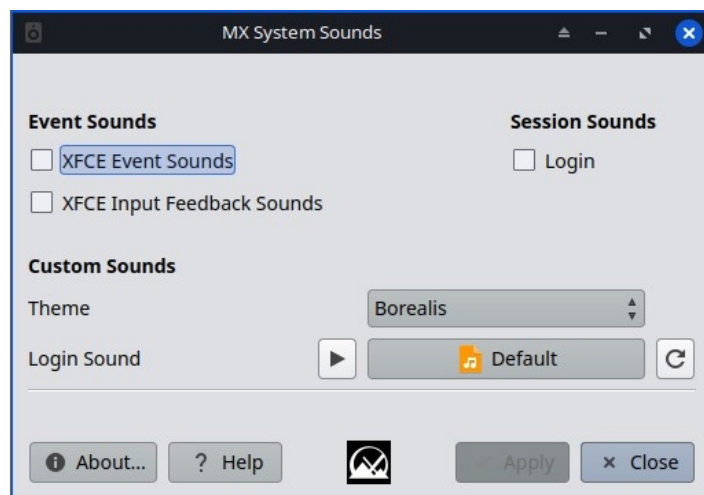 MX System Sounds
Event Sounds
Session Sounds
XFCE Event Sounds
Login
XFCE Input Feedback Sounds
Custom Sounds
Theme
Borealis
Login Sound
Default
About...
? Help
Apply
Close